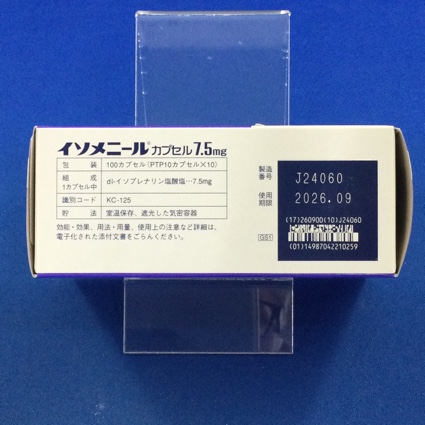 イソメニール®カプセル7.5mg
包装 100カプセル(PTP10カプセル×10)
組成 1カプセル中 dl-イソプレナリン塩酸塩…7.5mg
識別コード KC-125
貯法 室温保存、遮光した気密容器
効能・効果、用法・用量、使用上の注意など詳細は、
電子化された添付文書をごらんください。
製造番号 J24060
使用期限 2026.09
(17)260900(10)J24060
(01)14987042210259
GS1